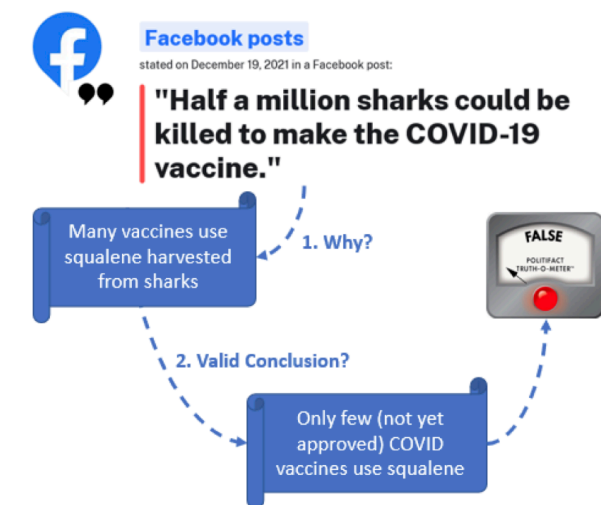 Facebook posts
stated on December 19, 2021 in a Facebook post:
"Half a million sharks could be
killed to make the COVID-19
vaccine."
1. Why?
Many vaccines use
squalene harvested
from sharks
2. Valid Conclusion?
Only few (not yet
approved) COVID
vaccines use squalene
FALSE
POLITIFACT
TRUTH-O-METER™